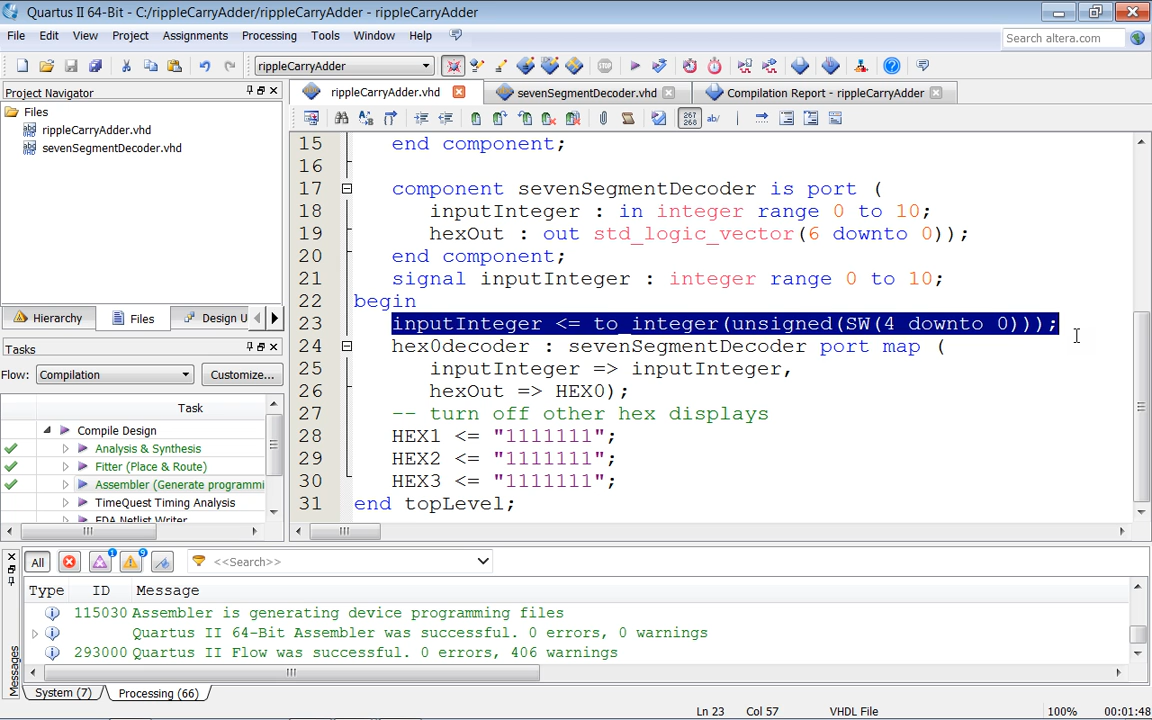 Quartus II 64-Bit - C:/rippleCarryAdder/rippleCarryAdder - rippleCarryAdder
File Edit View Project Assignments Processing Tools Window Help
Search altera.com
rippleCarryAdder
Project Navigator
rippleCarryAdder.vhd
sevenSegmentDecoder.vhd
Compilation Report - rippleCarryAdder
Files
rippleCarryAdder.vhd
sevenSegmentDecoder.vhd
Hierarchy
Files
Design U
Tasks
Flow: Compilation
Customize...
Task
Compile Design
Analysis & Synthesis
Fitter (Place & Route)
Assembler (Generate programmi
TimeQuest Timing Analysis
EDA Netlist Writer
267
268
ab/
15 end component;
16
17 component sevenSegmentDecoder is port (
18 inputInteger : in integer range 0 to 10;
19 hexOut : out std_logic_vector(6 downto 0));
20 end component;
21 signal inputInteger : integer range 0 to 10;
22 begin
23 inputInteger <= to_integer(unsigned(SW(4 downto 0)));
24 hex0decoder : sevenSegmentDecoder port map (
25 inputInteger => inputInteger,
26 hexOut => HEX0);
27 -- turn off other hex displays
28 HEX1 <= "1111111";
29 HEX2 <= "1111111";
30 HEX3 <= "1111111";
31 end topLevel;
All
1
9
<<Search>>
Type ID Message
115030 Assembler is generating device programming files
Quartus II 64-Bit Assembler was successful. 0 errors, 0 warnings
293000 Quartus II Flow was successful. 0 errors, 406 warnings
Messages
System (7)
Processing (66)
Ln 23 Col 57 VHDL File 100% 00:01:48